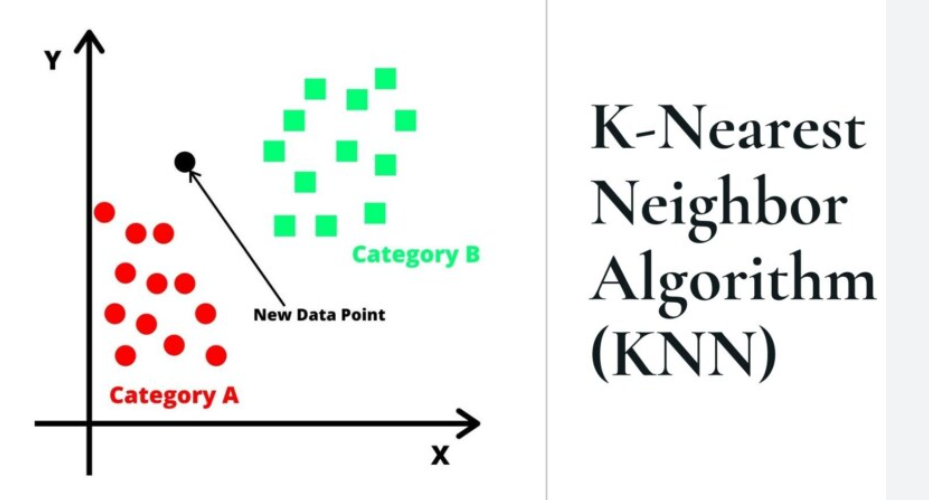 Y
Category B
New Data Point
Category A
X
K-Nearest
Neighbor
Algorithm
(KNN)